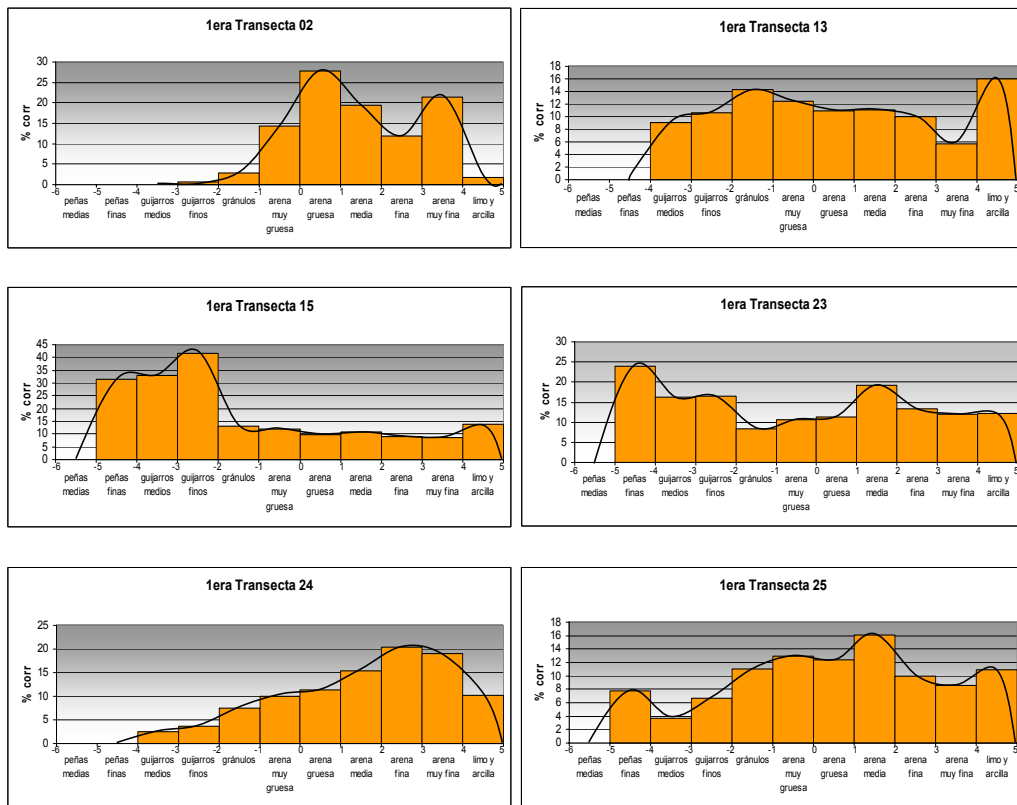 1era Transecta 02
% corr
30
25
20
15
10
5
0
-6 -5 -4 -3 -2 -1 0 1 2 3 4 5
peñas peñas guijarros guijarros gránulos arena arena arena arena arena limo y
medias finas medios finos muy gruesa media fina muy fina arcilla
gruesa
1era Transecta 13
% corr
18
16
14
12
10
8
6
4
2
0
-6 -5 -4 -3 -2 -1 0 1 2 3 4 5
peñas peñas guijarros guijarros gránulos arena arena arena arena arena limo y
medias finas medios finos muy gruesa media fina muy fina arcilla
gruesa
1era Transecta 15
% corr
45
40
35
30
25
20
15
10
5
0
-6 -5 -4 -3 -2 -1 0 1 2 3 4 5
peñas peñas guijarros guijarros gránulos arena arena arena arena arena limo y
medias finas medios finos muy gruesa media fina muy fina arcilla
gruesa
1era Transecta 23
% corr
30
25
20
15
10
5
0
-6 -5 -4 -3 -2 -1 0 1 2 3 4 5
peñas peñas guijarros guijarros gránulos arena arena arena arena arena limo y
medias finas medios finos muy gruesa media fina muy fina arcilla
gruesa
1era Transecta 24
% corr
25
20
15
10
5
0
-6 -5 -4 -3 -2 -1 0 1 2 3 4 5
peñas peñas guijarros guijarros gránulos arena arena arena arena arena limo y
medias finas medios finos muy gruesa media fina muy fina arcilla
gruesa
1era Transecta 25
% corr
18
16
14
12
10
8
6
4
2
0
-6 -5 -4 -3 -2 -1 0 1 2 3 4 5
peñas peñas guijarros guijarros gránulos arena arena arena arena arena limo y
medias finas medios finos muy gruesa media fina muy fina arcilla
gruesa